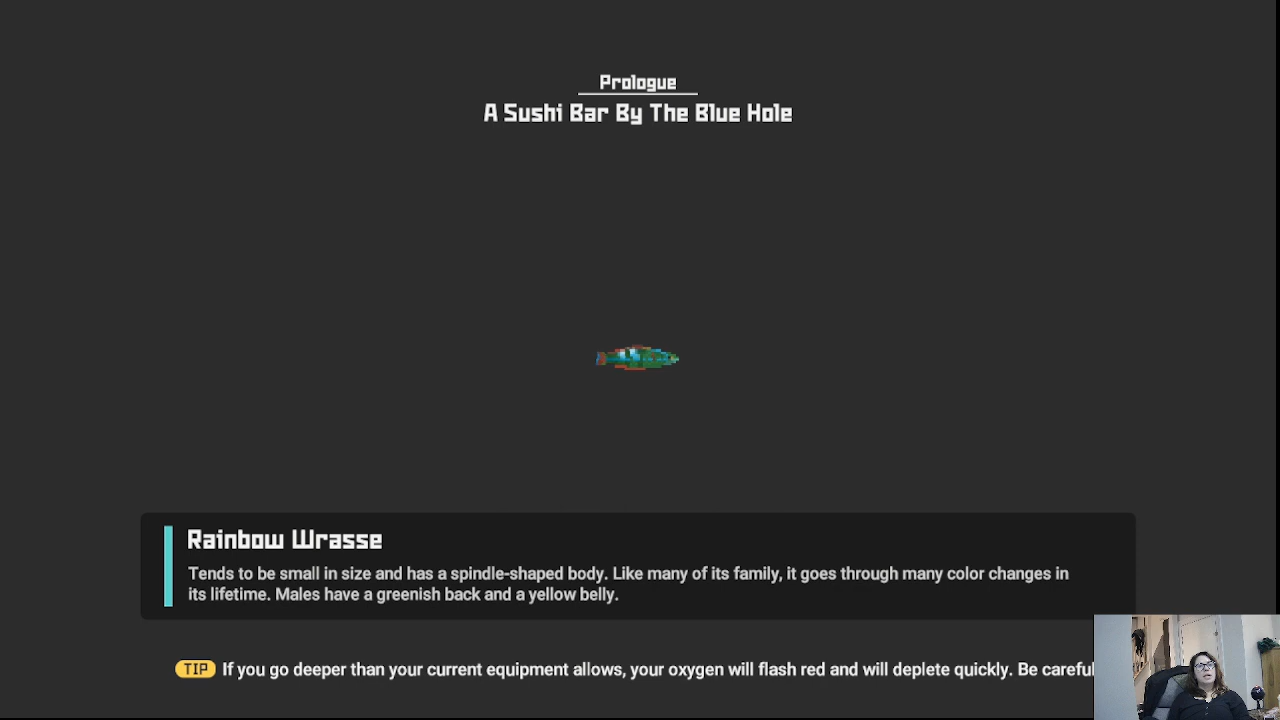 Prologue
A Sushi Bar By The Blue Hole
Rainbow Wrasse
Tends to be small in size and has a spindle-shaped body. Like many of its family, it goes through many color changes in
its lifetime. Males have a greenish back and a yellow belly.
TIP If you go deeper than your current equipment allows, your oxygen will flash red and will deplete quickly. Be careful